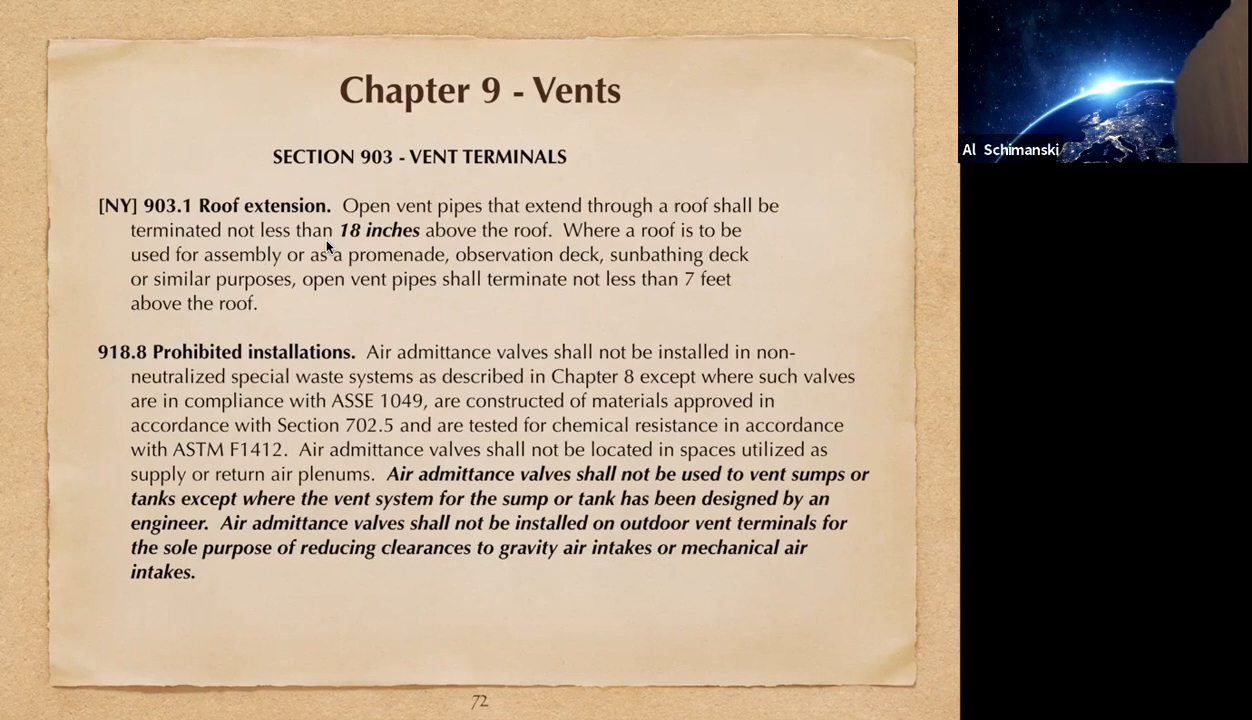 Chapter 9 - Vents
SECTION 903 - VENT TERMINALS
[NY] 903.1 Roof extension. Open vent pipes that extend through a roof shall be
terminated not less than 18 inches above the roof. Where a roof is to be
used for assembly or as a promenade, observation deck, sunbathing deck
or similar purposes, open vent pipes shall terminate not less than 7 feet
above the roof.
918.8 Prohibited installations. Air admittance valves shall not be installed in non-
neutralized special waste systems as described in Chapter 8 except where such valves
are in compliance with ASSE 1049, are constructed of materials approved in
accordance with Section 702.5 and are tested for chemical resistance in accordance
with ASTM F1412. Air admittance valves shall not be located in spaces utilized as
supply or return air plenums. Air admittance valves shall not be used to vent sumps or
tanks except where the vent system for the sump or tank has been designed by an
engineer. Air admittance valves shall not be installed on outdoor vent terminals for
the sole purpose of reducing clearances to gravity air intakes or mechanical air
intakes.
72
Al Schimanski